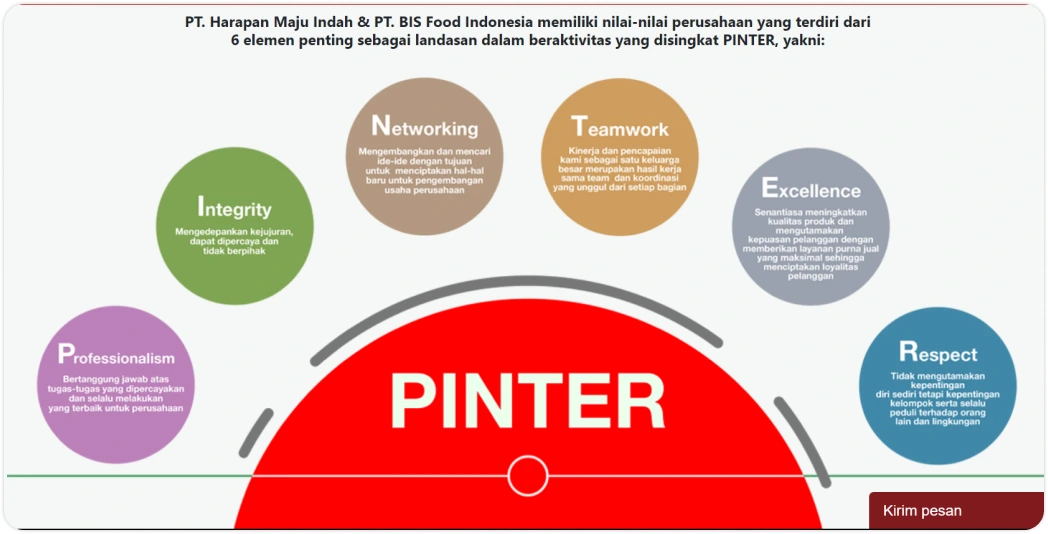 PT. Harapan Maju Indah & PT. BIS Food Indonesia memiliki nilai-nilai perusahaan yang terdiri dari
6 elemen penting sebagai landasan dalam beraktivitas yang disingkat PINTER, yakni:
Professionalism
Bertanggung jawab atas
tugas-tugas yang dipercayakan
dan selalu melakukan
yang terbaik untuk perusahaan
Integrity
Mengedepankan kejujuran,
dapat dipercaya dan
tidak berpihak
Networking
Mengembangkan dan mencari
ide-ide dengan tujuan
untuk menciptakan hal-hal
baru untuk pengembangan
usaha perusahaan
Teamwork
Kinerja dan pencapaian
kami sebagai satu keluarga
besar merupakan hasil kerja
sama team dan koordinasi
yang unggul dari setiap bagian
Excellence
Senantiasa meningkatkan
kualitas produk dan
mengutamakan
kepuasan pelanggan dengan
memberikan layanan purna jual
yang maksimal sehingga
menciptakan loyalitas
pelanggan
Respect
Tidak mengutamakan
kepentingan
diri sediri tetapi kepentingan
kelompok serta selalu
peduli terhadap orang
lain dan lingkungan
PINTER
Kirim pesan